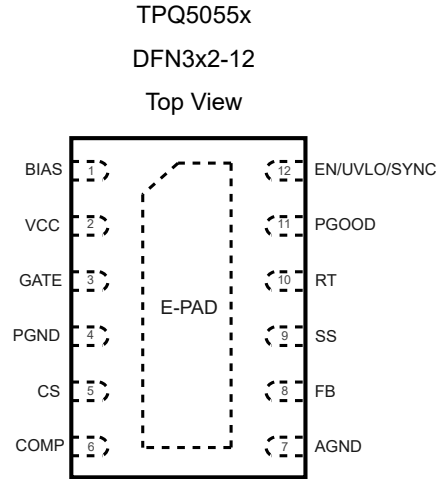 TPQ5055x
DFN3x2-12
Top View
BIAS 1 12 EN/UVLO/SYNC
VCC 2 11 PGOOD
GATE 3 10 RT
E-PAD
PGND 4 9 SS
CS 5 8 FB
COMP 6 7 AGND